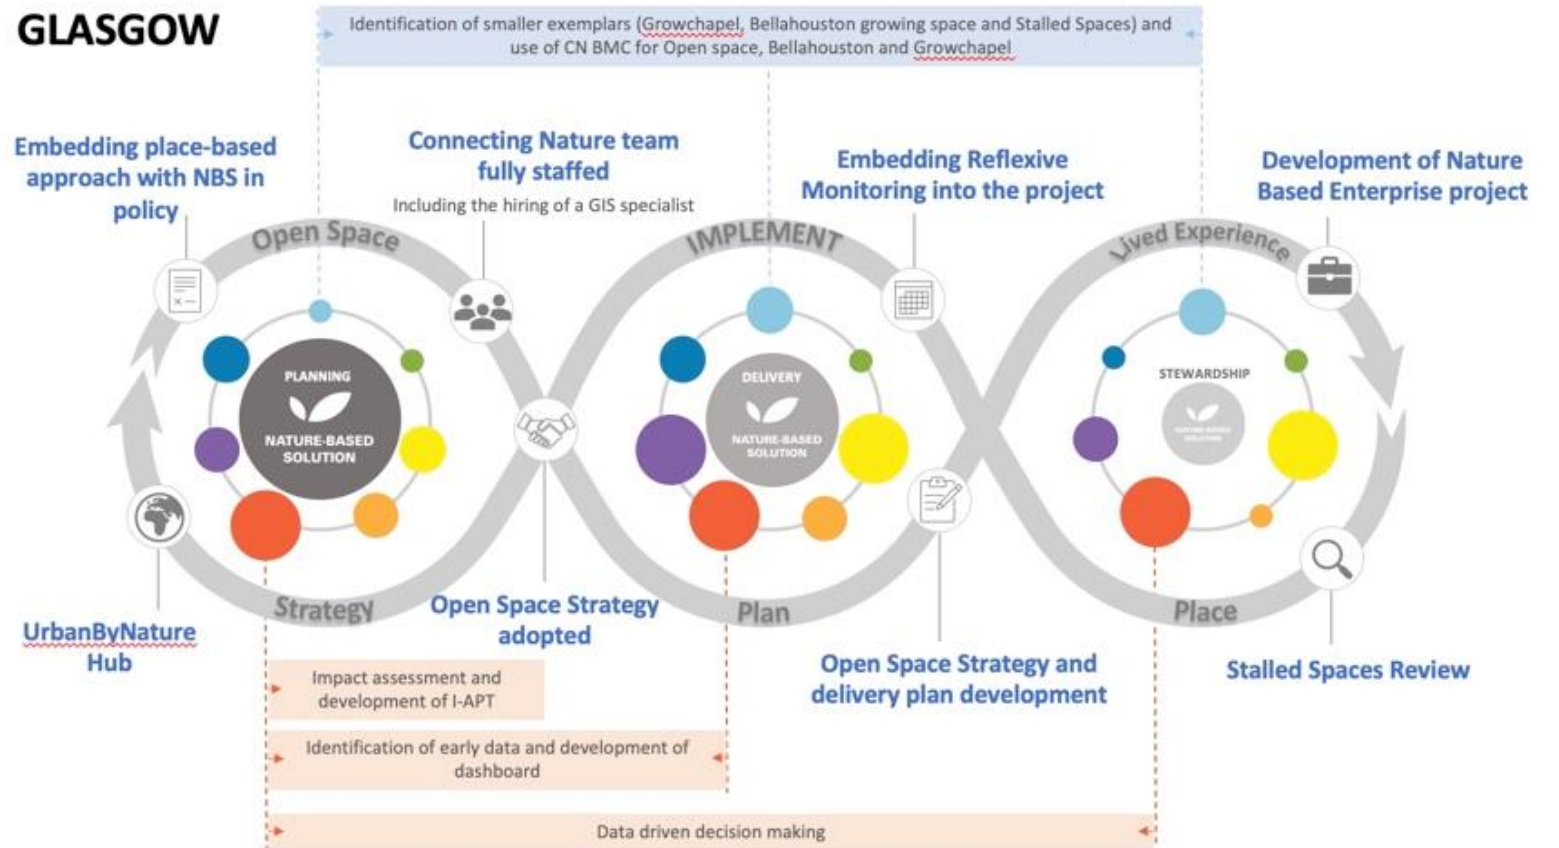 GLASGOW
Identification of smaller exemplars (Growchapel, Bellahouston growing space and Stalled Spaces) and
use of CN BMC for Open space, Bellahouston and Growchapel
Embedding place-based
approach with NBS in
policy
Connecting Nature team
fully staffed
Including the hiring of a GIS specialist
Embedding Reflexive
Monitoring into the project
Development of Nature
Based Enterprise project
Open Space
IMPLEMENT
Lived Experience
PLANNING
NATURE-BASED
SOLUTION
DELIVERY
NATURE-BASED
SOLUTION
STEWARDSHIP
NATURE-BASED
SOLUTION
Strategy
Plan
Place
UrbanByNature
Hub
Open Space Strategy
adopted
Open Space Strategy and
delivery plan development
Stalled Spaces Review
Impact assessment and
development of I-APT
Identification of early data and development of
dashboard
Data driven decision making